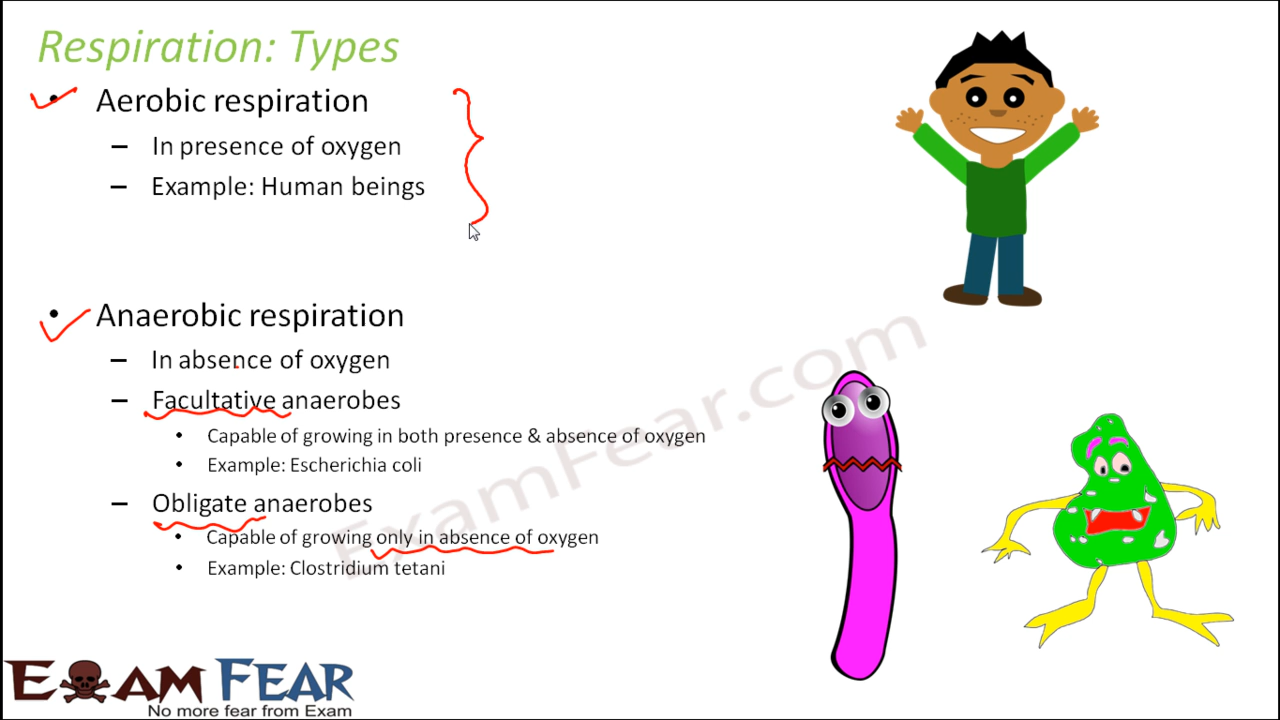 Respiration: Types
• Aerobic respiration
– In presence of oxygen
– Example: Human beings
• Anaerobic respiration
– In absence of oxygen
– Facultative anaerobes
• Capable of growing in both presence & absence of oxygen
• Example: Escherichia coli
– Obligate anaerobes
• Capable of growing only in absence of oxygen
• Example: Clostridium tetani
ExamFear.com
EXAM FEAR
No more fear from Exam